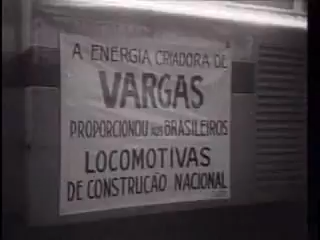 A ENERGIA CRIADORA DE
VARGAS
PROPORCIONOU AOS BRASILEIROS
LOCOMOTIVAS
DE CONSTRUCÃO NACIONAL